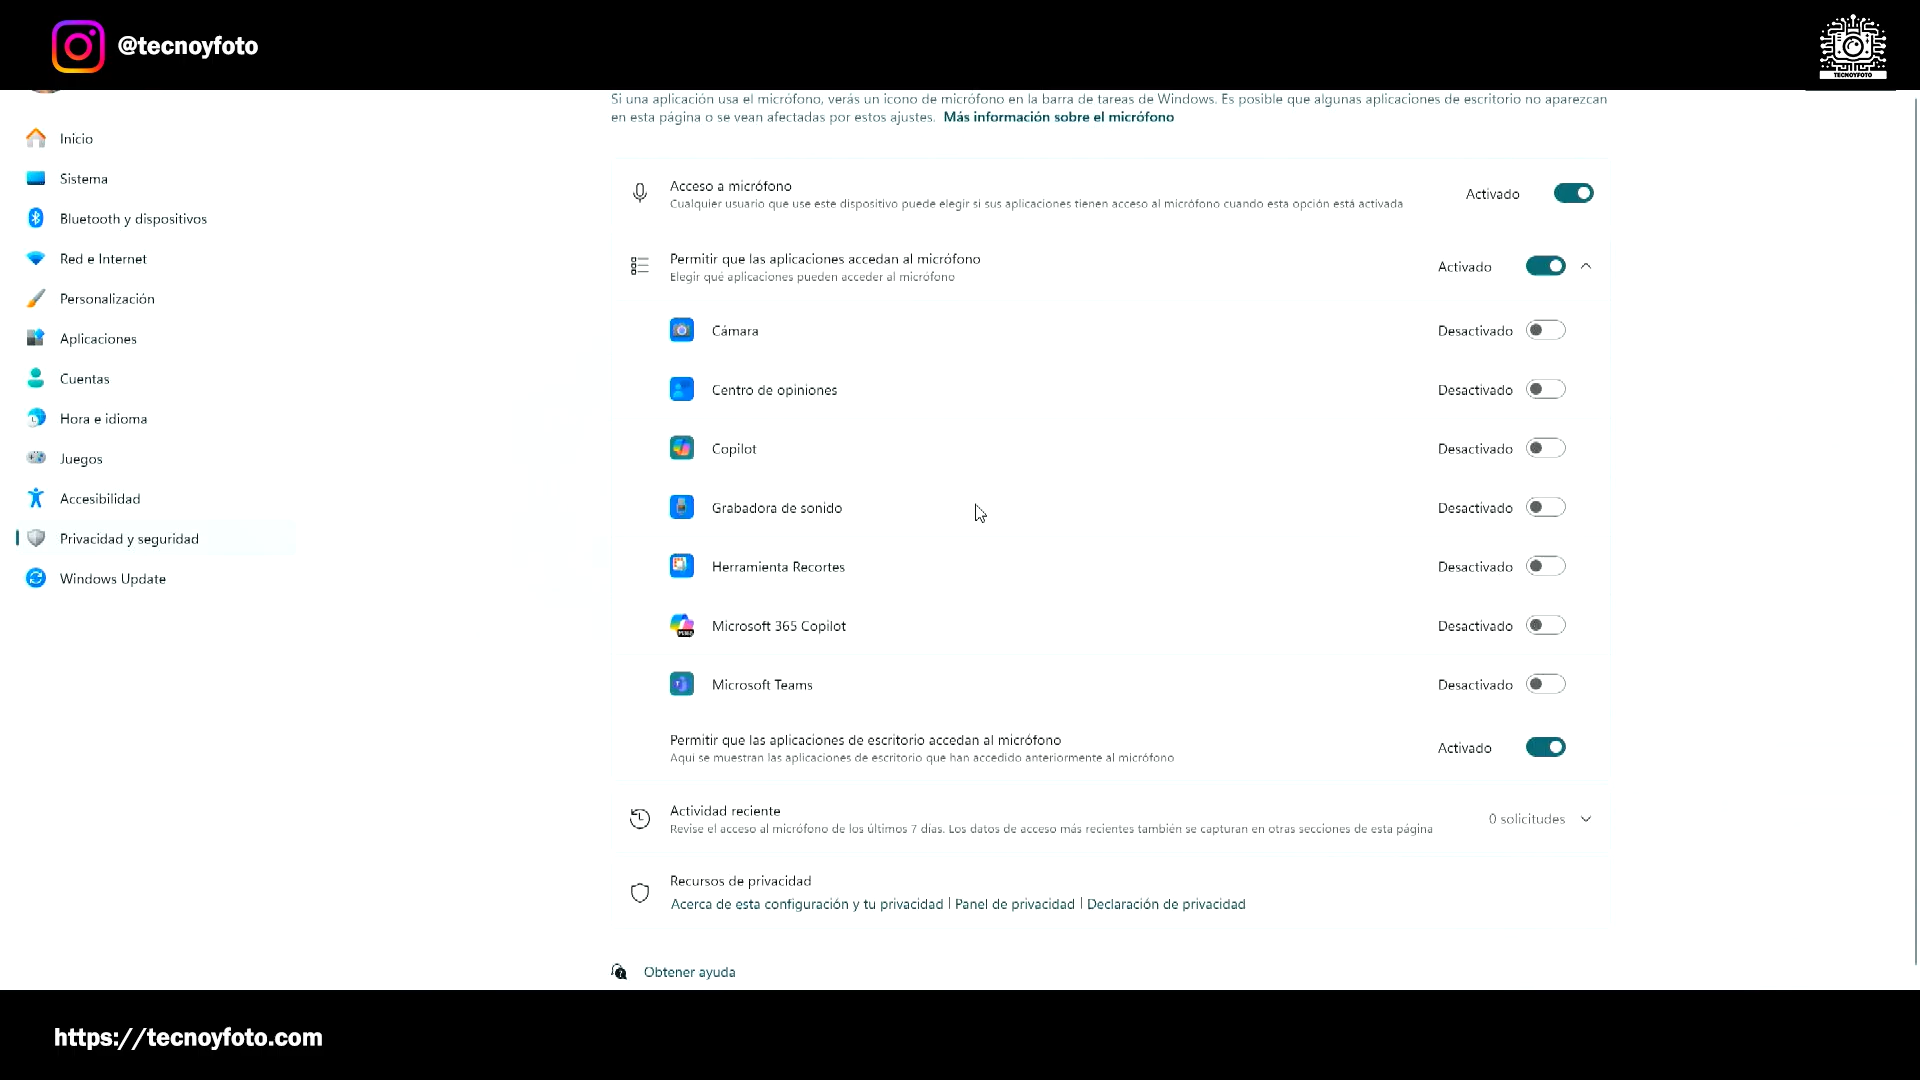 @tecnoyfoto
TECNOYFOTO
Si una aplicación usa el micrófono, verás un icono de micrófono en la barra de tareas de Windows. Es posible que algunas aplicaciones de escritorio no aparezcan
en esta página o se vean afectadas por estos ajustes. Más información sobre el micrófono
Inicio
Sistema
Bluetooth y dispositivos
Red e Internet
Personalización
Aplicaciones
Cuentas
Hora e idioma
Juegos
Accesibilidad
Privacidad y seguridad
Windows Update
Acceso a micrófono
Cualquier usuario que use este dispositivo puede elegir si sus aplicaciones tienen acceso al micrófono cuando esta opción está activada
Activado
Permitir que las aplicaciones accedan al micrófono
Elegir qué aplicaciones pueden acceder al micrófono
Activado
Cámara
Desactivado
Centro de opiniones
Desactivado
Copilot
Desactivado
Grabadora de sonido
Desactivado
Herramienta Recortes
Desactivado
Microsoft 365 Copilot
Desactivado
Microsoft Teams
Desactivado
Permitir que las aplicaciones de escritorio accedan al micrófono
Aquí se muestran las aplicaciones de escritorio que han accedido anteriormente al micrófono
Activado
Actividad reciente
Revise el acceso al micrófono de los últimos 7 días. Los datos de acceso más recientes también se capturan en otras secciones de esta página
0 solicitudes
Recursos de privacidad
Acerca de esta configuración y tu privacidad | Panel de privacidad | Declaración de privacidad
Obtener ayuda
https://tecnoyfoto.com